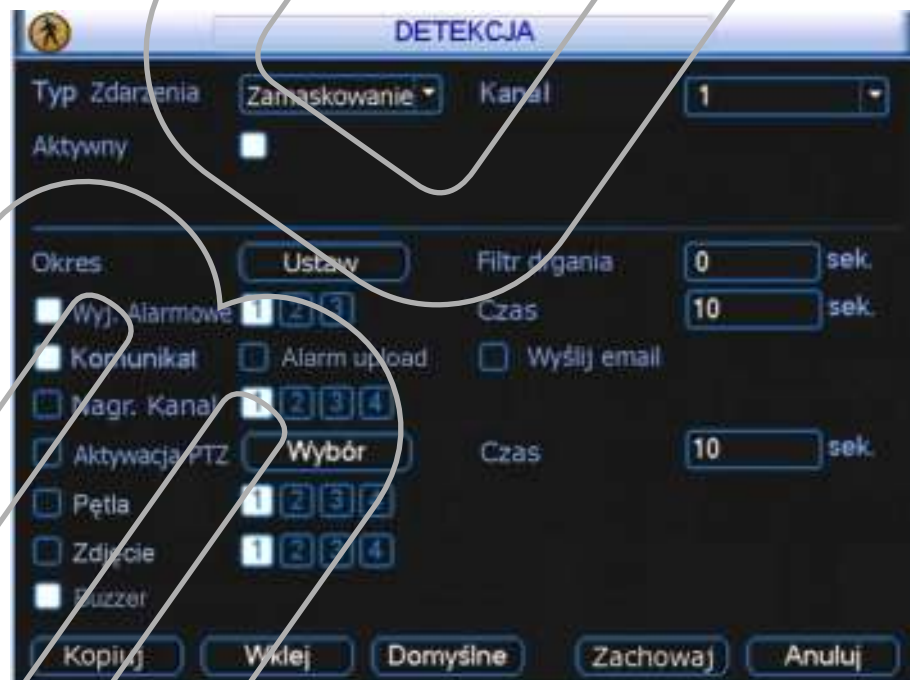 DETEKCJA
Typ Zdarzenia Zamaskowanie Kanał 1
Aktywny
Okres Ustaw Filtr drgania 0 sek.
Wyj. Alarmowe 1 2 3 Czas 10 sek.
Komunikat Alarm upload Wyślij email
Nagr. Kanał 1 2 3 4
Aktywacja PTZ Wybór Czas 10 sek.
Pętla 1 2 3 4
Zdjęcie 1 2 3 4
Buzzer
Kopiuj Wklej Domyślne Zachowaj Anuluj